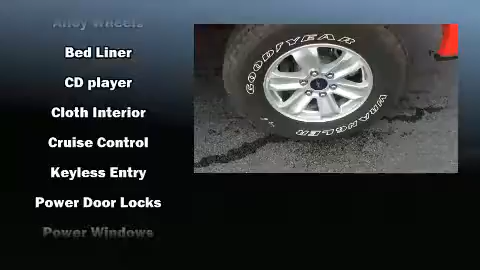 Alloy Wheels
Bed Liner
CD player
Cloth Interior
Cruise Control
Keyless Entry
Power Door Locks
Power Windows
GOODYEAR
WRANGLER